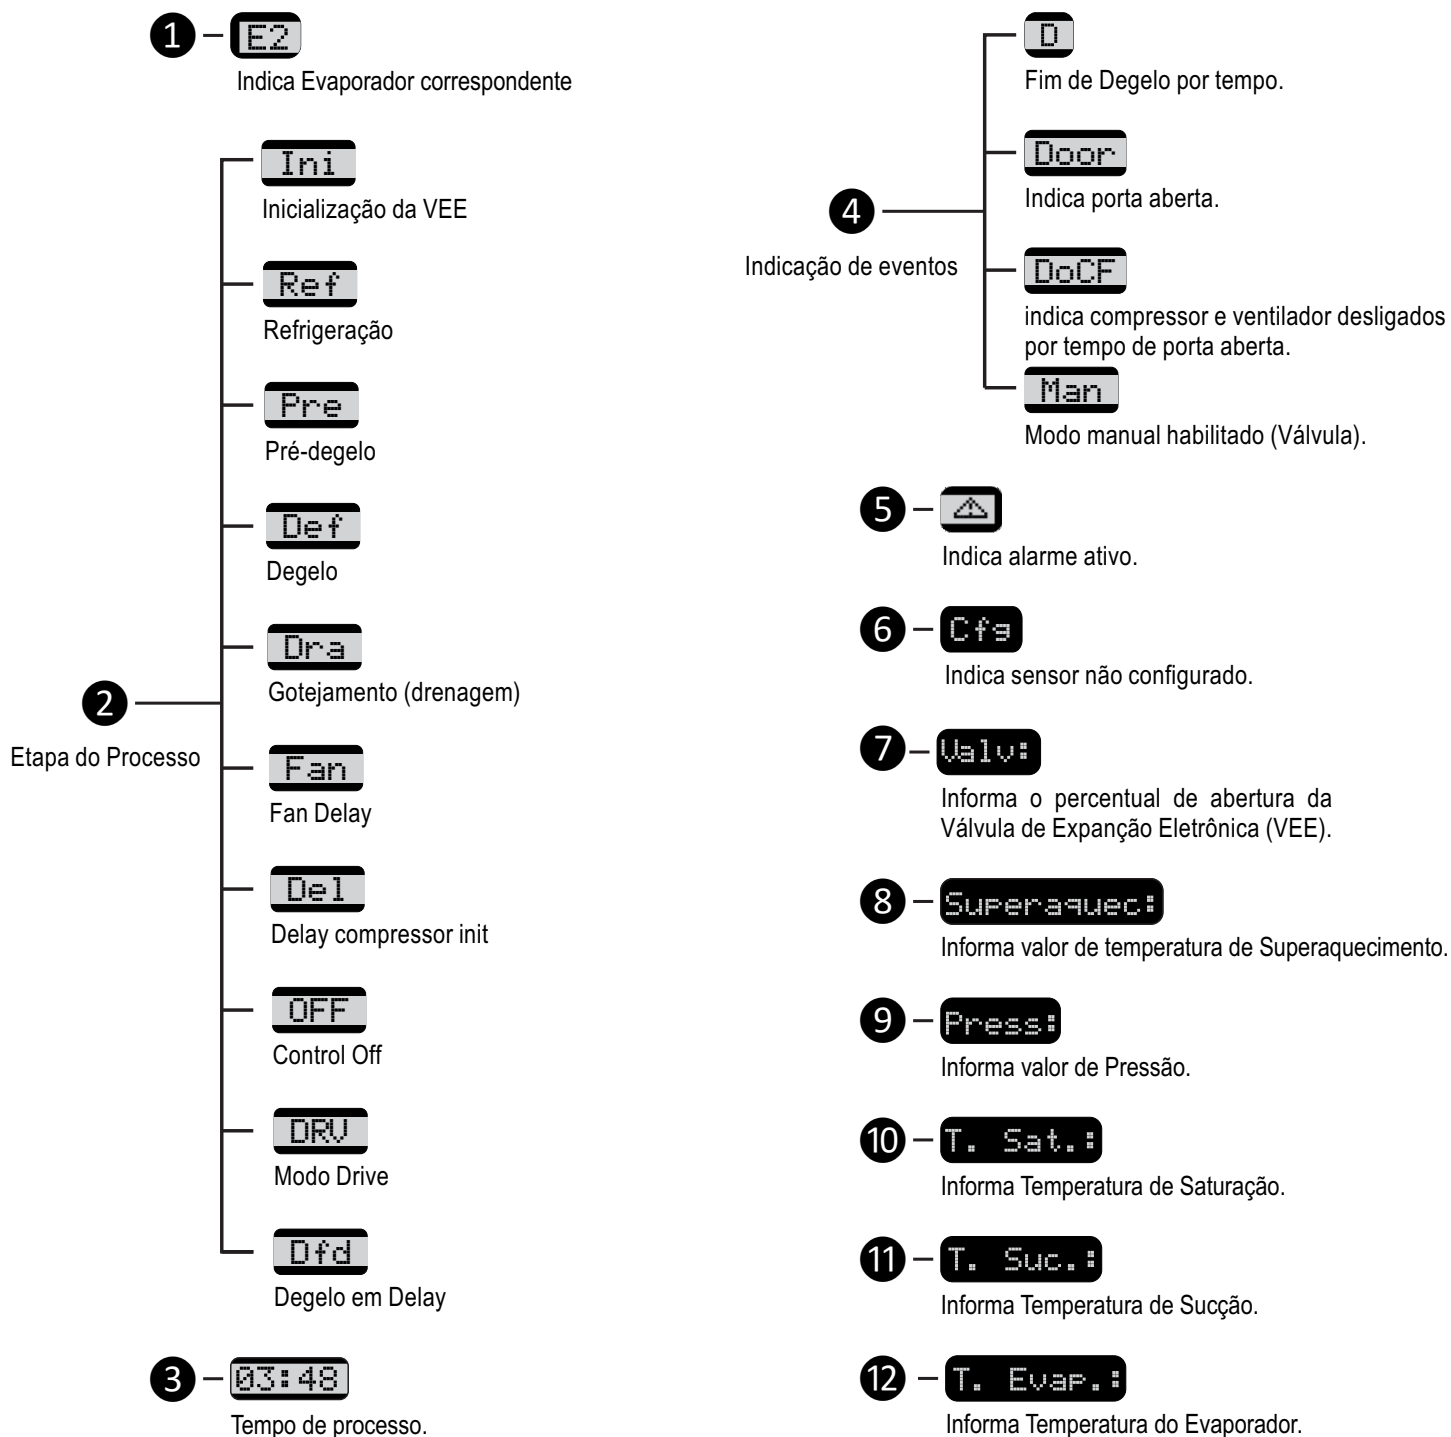 1 E2
Indica Evaporador correspondente
2
Etapa do Processo
Ini
Inicialização da VEE
Ref
Refrigeração
Pre
Pré-degelo
Def
Degelo
Dra
Gotejamento (drenagem)
Fan
Fan Delay
Del
Delay compressor init
OFF
Control Off
DRV
Modo Drive
Dfd
Degelo em Delay
3 03:48
Tempo de processo.
4
Indicação de eventos
D
Fim de Degelo por tempo.
Door
Indica porta aberta.
DoCF
indica compressor e ventilador desligados
por tempo de porta aberta.
Man
Modo manual habilitado (Válvula).
5
Indica alarme ativo.
6 Cfg
Indica sensor não configurado.
7 Valv:
Informa o percentual de abertura da
Válvula de Expanção Eletrônica (VEE).
8 Superaquec:
Informa valor de temperatura de Superaquecimento.
9 Press:
Informa valor de Pressão.
10 T. Sat.:
Informa Temperatura de Saturação.
11 T. Suc.:
Informa Temperatura de Sucção.
12 T. Evap.:
Informa Temperatura do Evaporador.